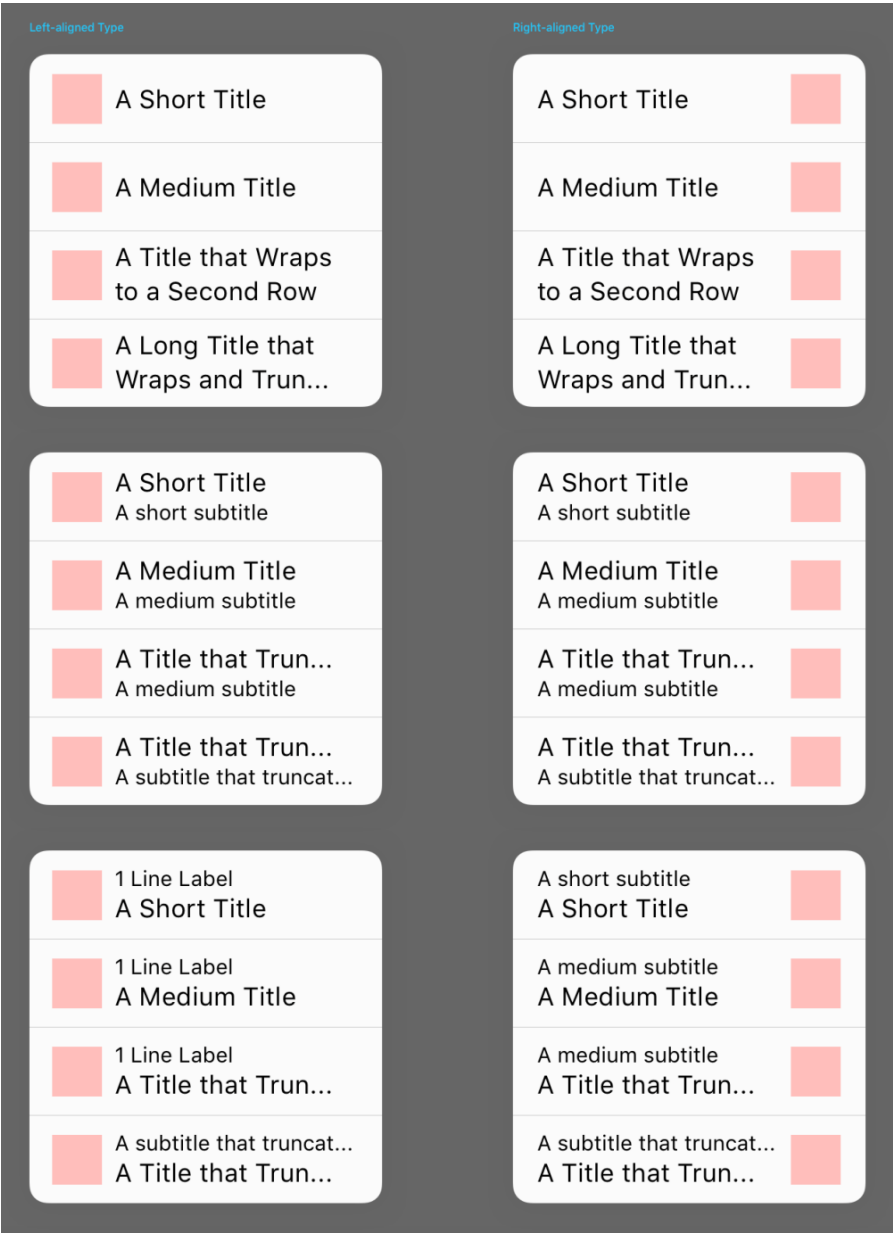 Left-aligned Type
A Short Title
A Medium Title
A Title that Wraps
to a Second Row
A Long Title that
Wraps and Trun...
A Short Title
A short subtitle
A Medium Title
A medium subtitle
A Title that Trun...
A medium subtitle
A Title that Trun...
A subtitle that truncat...
1 Line Label
A Short Title
1 Line Label
A Medium Title
1 Line Label
A Title that Trun...
A subtitle that truncat...
A Title that Trun...
Right-aligned Type
A Short Title
A Medium Title
A Title that Wraps
to a Second Row
A Long Title that
Wraps and Trun...
A Short Title
A short subtitle
A Medium Title
A medium subtitle
A Title that Trun...
A medium subtitle
A Title that Trun...
A subtitle that truncat...
A short subtitle
A Short Title
A medium subtitle
A Medium Title
A medium subtitle
A Title that Trun...
A subtitle that truncat...
A Title that Trun...